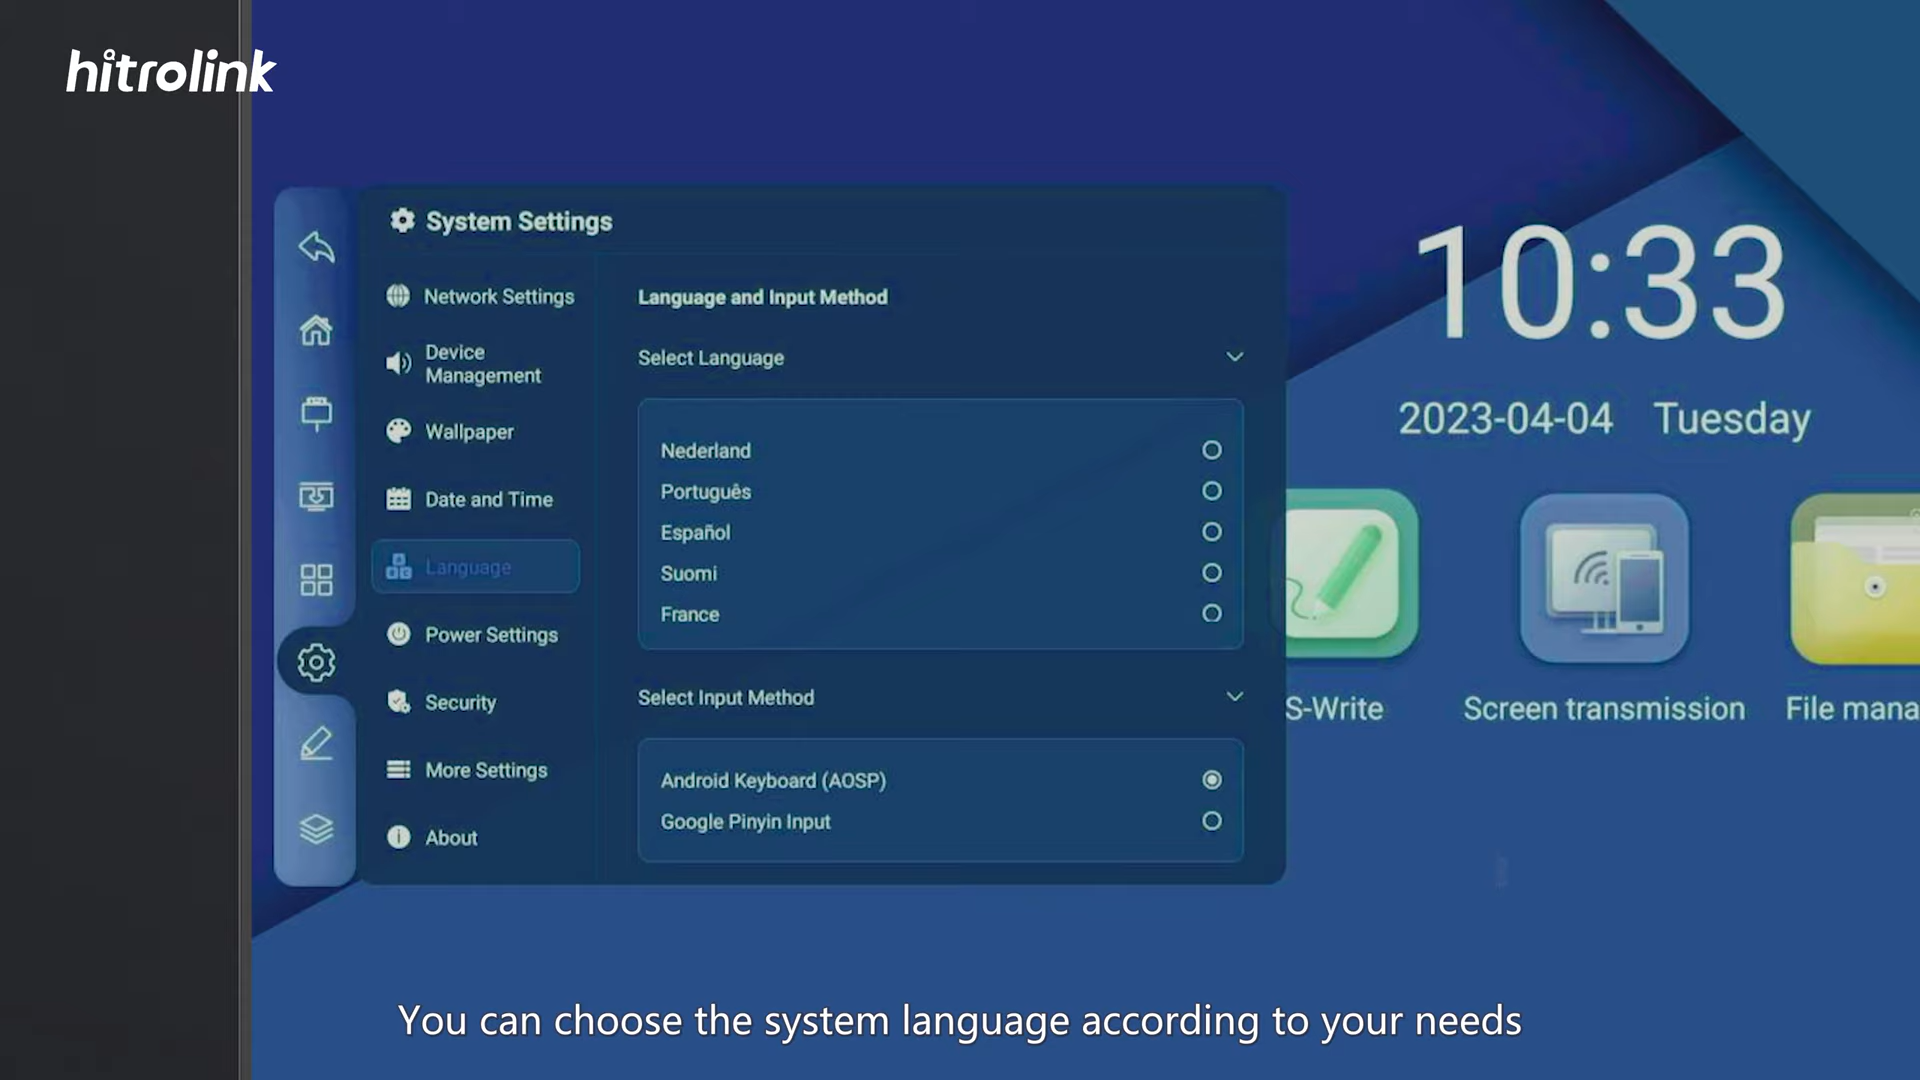 hitrolink
System Settings
Network Settings
Device
Management
Wallpaper
Date and Time
Language
Power Settings
Security
More Settings
About
Language and Input Method
Select Language
Nederland
Português
Español
Suomi
France
Select Input Method
Android Keyboard (AOSP)
Google Pinyin Input
10:33
2023-04-04 Tuesday
S-Write
Screen transmission
File mana
You can choose the system language according to your needs